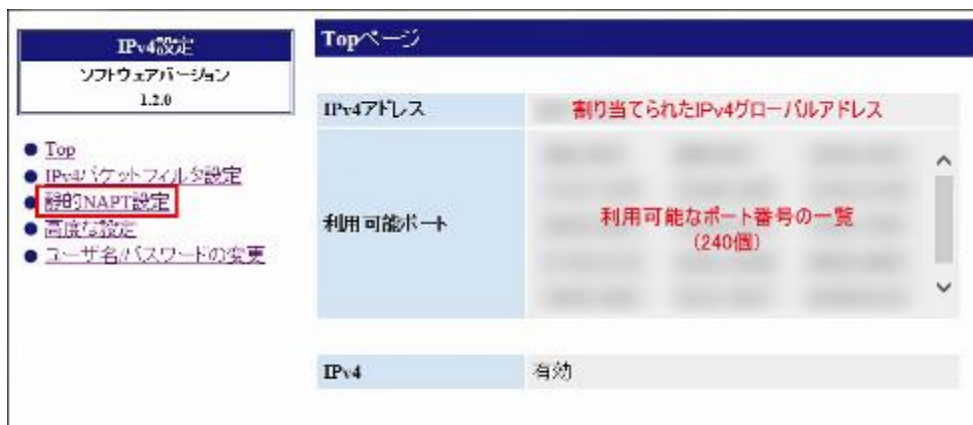 IPv4設定
ソフトウェアバージョン
1.2.0
Top
IPv4パケットフィルタ設定
静的NAPT設定
高度な設定
ユーザ名/パスワードの変更
Topページ
IPv4アドレス
割り当てられたIPv4グローバルアドレス
利用可能ポート
利用可能なポート番号の一覧
(240個)
IPv4
有効